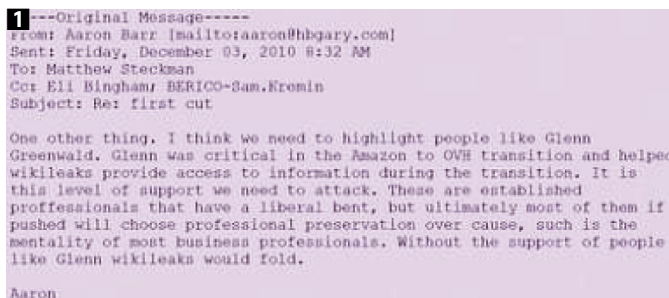 1
-----Original Message-----
From: Aaron Barr [mailto:aaron@hbgary.com]
Sent: Friday, December 03, 2010 8:32 AM
To: Matthew Steckman
Cc: Eli Bingham; BERICO-Sam.Kremin
Subject: Re: first cut
One other thing. I think we need to highlight people like Glenn
Greenwald. Glenn was critical in the Amazon to OVH transition and helped
wikileaks provide access to information during the transition. It is
this level of support we need to attack. These are established
proffessionals that have a liberal bent, but ultimately most of them if
pushed will choose professional preservation over cause, such is the
mentality of most business professionals. Without the support of people
like Glenn wikileaks would fold.
Aaron